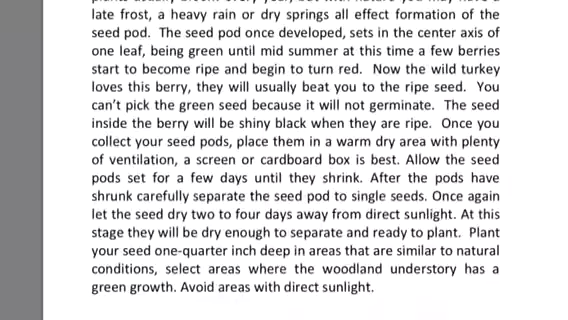 late frost, a heavy rain or dry springs all effect formation of the
seed pod.  The seed pod once developed, sets in the center axis of
one leaf, being green until mid summer at this time a few berries
start to become ripe and begin to turn red.  Now the wild turkey
loves this berry, they will usually beat you to the ripe seed.  You
can’t pick the green seed because it will not germinate.  The seed
inside the berry will be shiny black when they are ripe.  Once you
collect your seed pods, place them in a warm dry area with plenty
of ventilation, a screen or cardboard box is best. Allow the seed
pods set for a few days until they shrink. After the pods have
shrunk carefully separate the seed pod to single seeds. Once again
let the seed dry two to four days away from direct sunlight. At this
stage they will be dry enough to separate and ready to plant.  Plant
your seed one-quarter inch deep in areas that are similar to natural
conditions, select areas where the woodland understory has a
green growth. Avoid areas with direct sunlight.